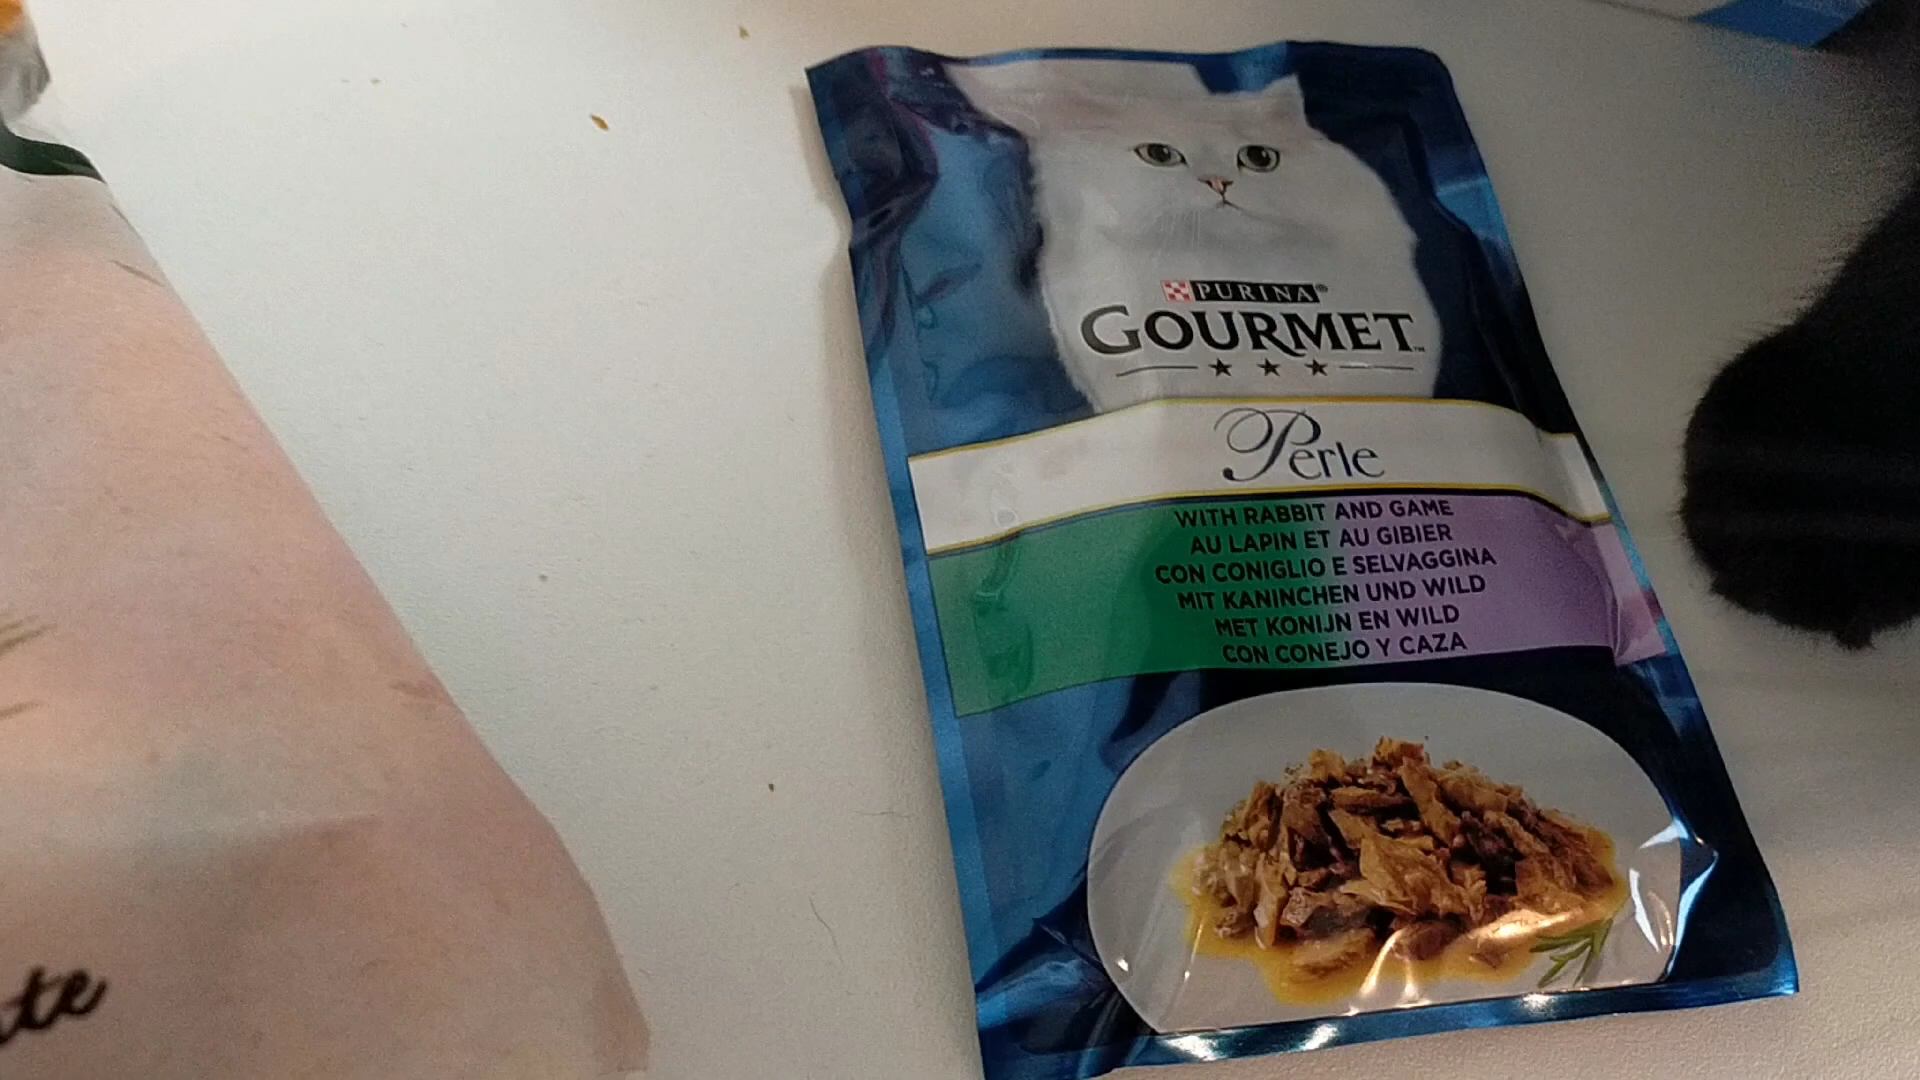 PURINA®
GOURMET™
Perle
WITH RABBIT AND GAME
AU LAPIN ET AU GIBIER
CON CONIGLIO E SELVAGGINA
MIT KANINCHEN UND WILD
MET KONIJN EN WILD
CON CONEJO Y CAZA